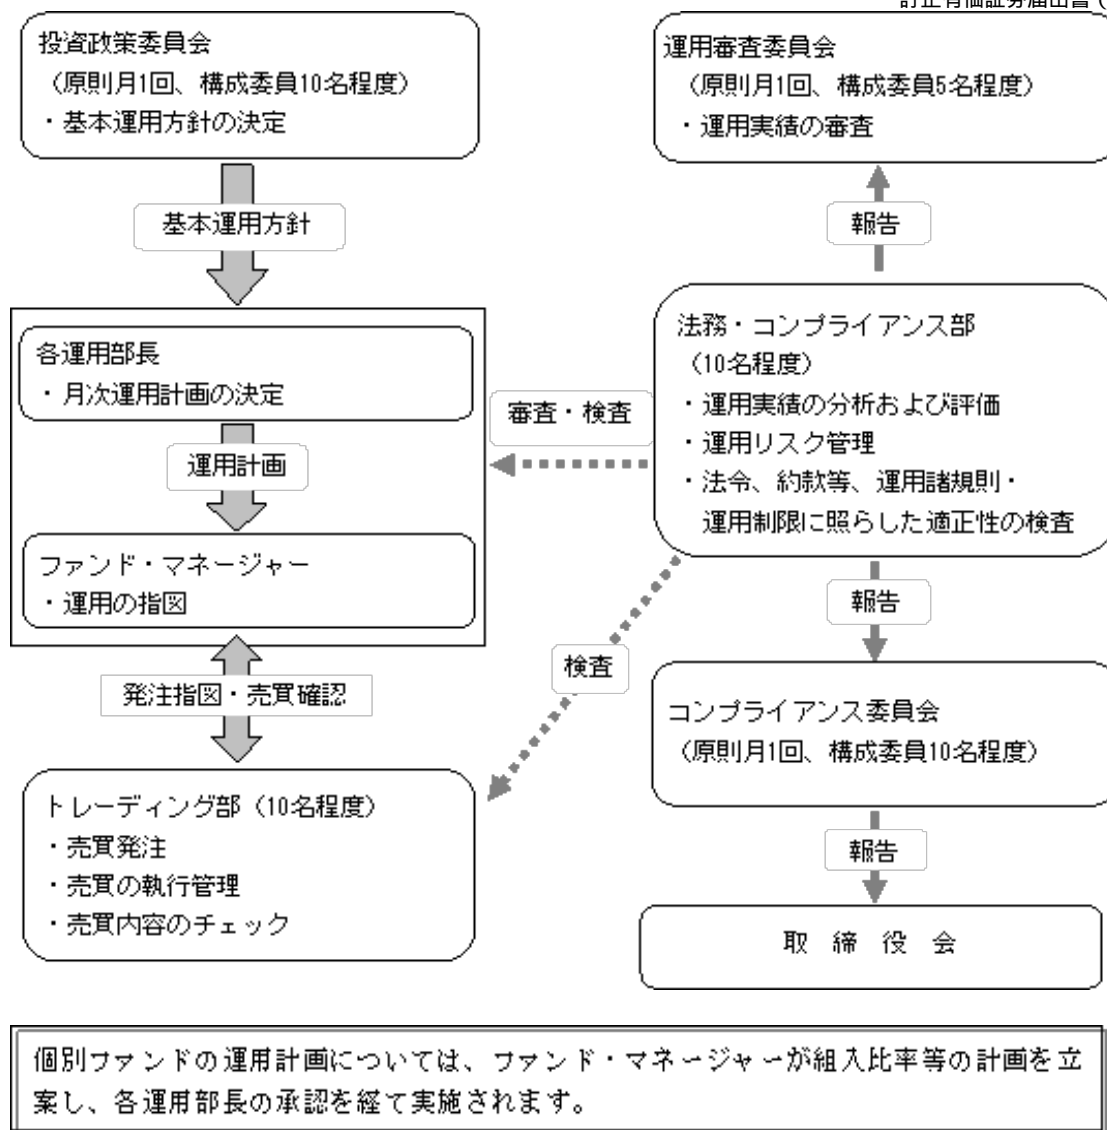 訂正有価証券届出書(
投資政策委員会
(原則月1回、構成委員10名程度)
・基本運用方針の決定
基本運用方針
各運用部長
・月次運用計画の決定
運用計画
ファンド・マネージャー
・運用の指図
発注指図・売買確認
トレーディング部(10名程度)
・売買発注
・売買の執行管理
・売買内容のチェック
審査・検査
検査
運用審査委員会
(原則月1回、構成委員5名程度)
・運用実績の審査
報告
法務・コンプライアンス部
(10名程度)
・運用実績の分析および評価
・運用リスク管理
・法令、約款等、運用諸規則・
運用制限に照らした適正性の検査
報告
コンプライアンス委員会
(原則月1回、構成委員10名程度)
報告
取 締 役 会
個別ファンドの運用計画については、ファンド・マネージャーが組入比率等の計画を立
案し、各運用部長の承認を経て実施されます。